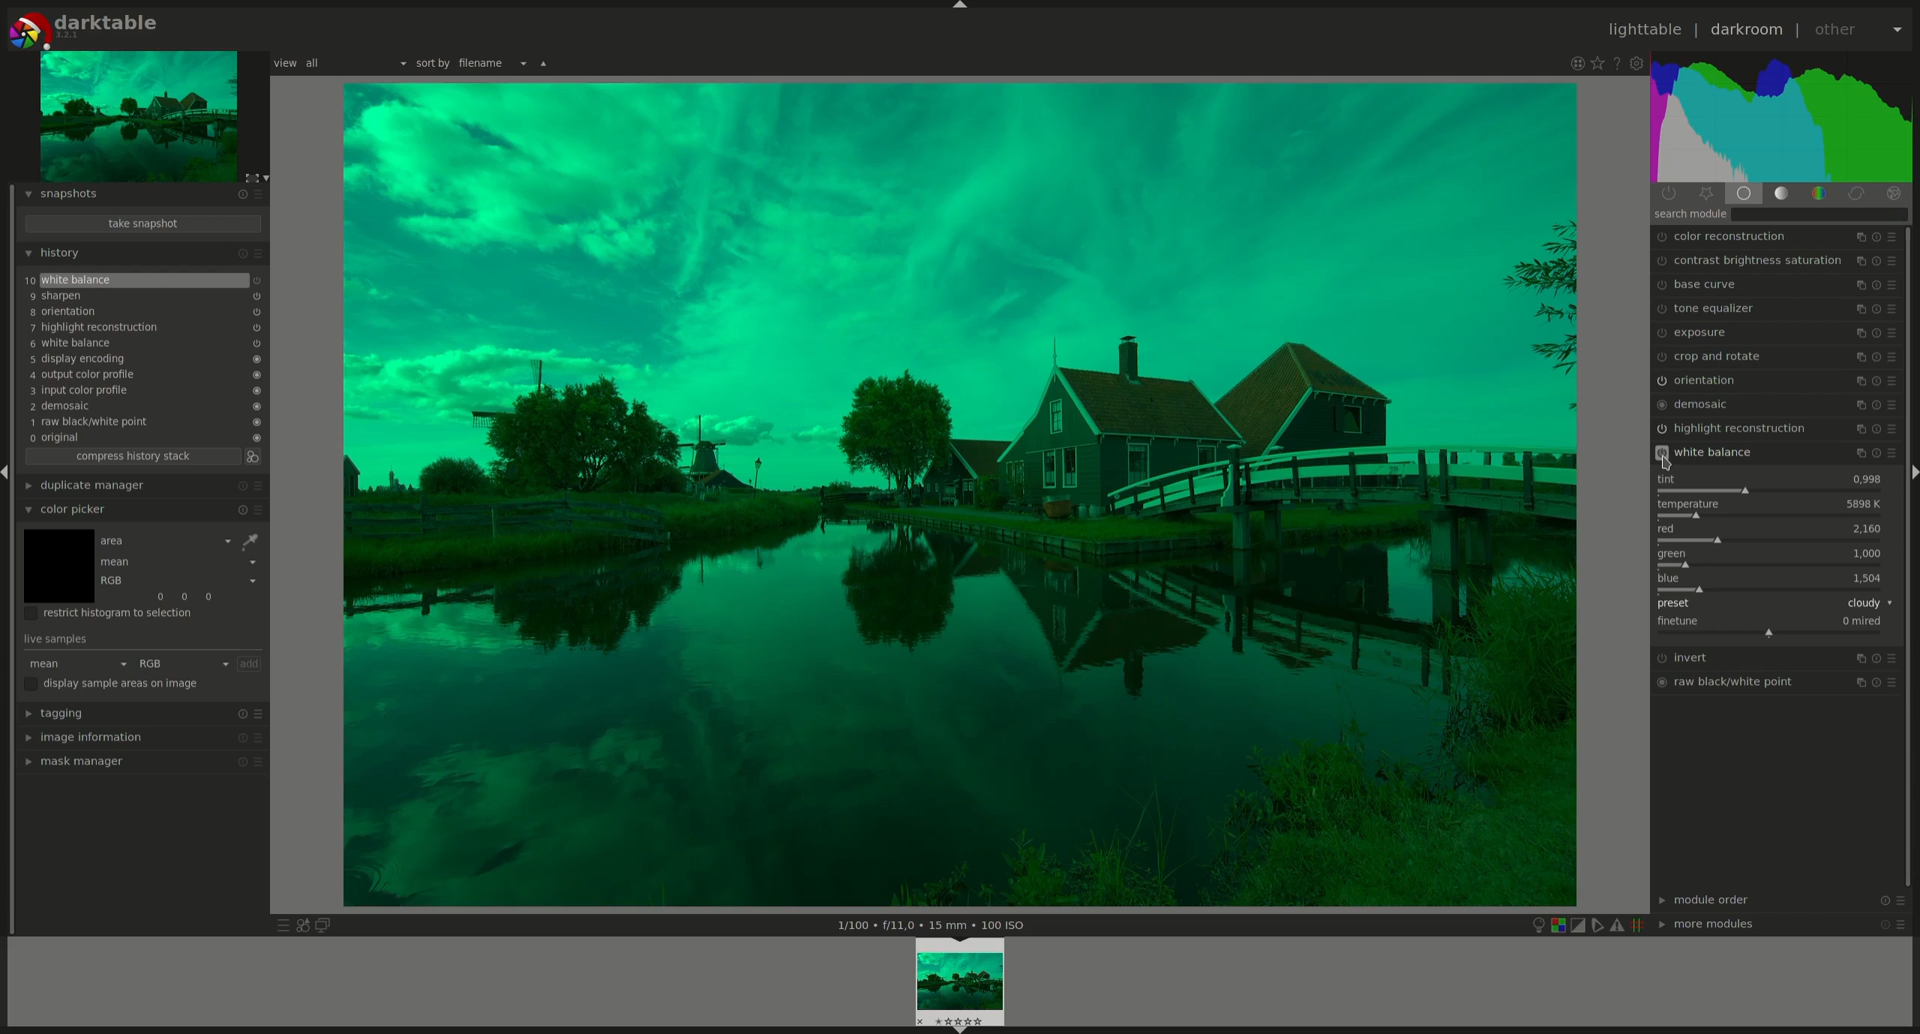 darktable
3.2.1
lighttable | darkroom | other
view all sort by filename
snapshots
take snapshot
history
10 white balance
9 sharpen
8 orientation
7 highlight reconstruction
6 white balance
5 display encoding
4 output color profile
3 input color profile
2 demosaic
1 raw black/white point
0 original
compress history stack
duplicate manager
color picker
area
mean
RGB
0 0 0
restrict histogram to selection
live samples
mean RGB add
display sample areas on image
tagging
image information
mask manager
1/100 • f/11,0 • 15 mm • 100 ISO
search module
color reconstruction
contrast brightness saturation
base curve
tone equalizer
exposure
crop and rotate
orientation
demosaic
highlight reconstruction
white balance
tint 0,998
temperature 5898 K
red 2,160
green 1,000
blue 1,504
preset cloudy
finetune 0 mired
invert
raw black/white point
module order
more modules